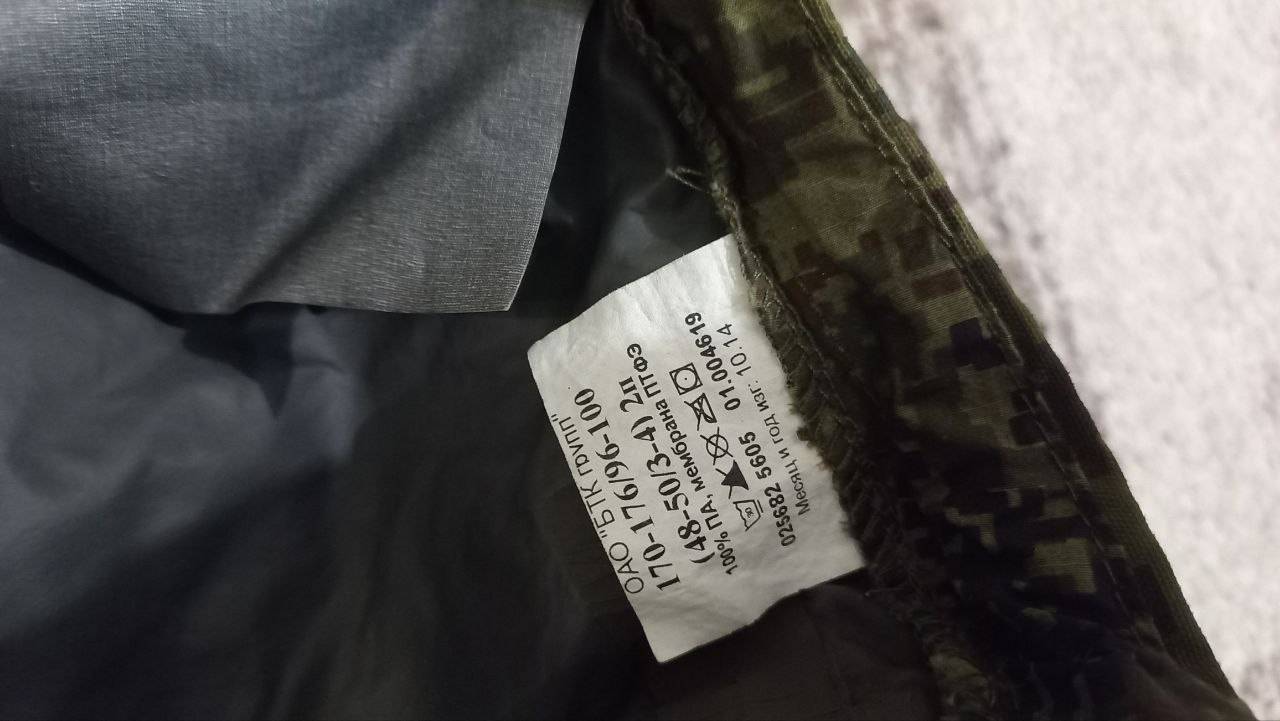 ОАО "БТК групп"
170-176/96-100
(48-50/3-4) 2п
100% ПА, мембрана ПТФЭ
30
025682 5605 01.004619
Месяц и год изг: 10.14